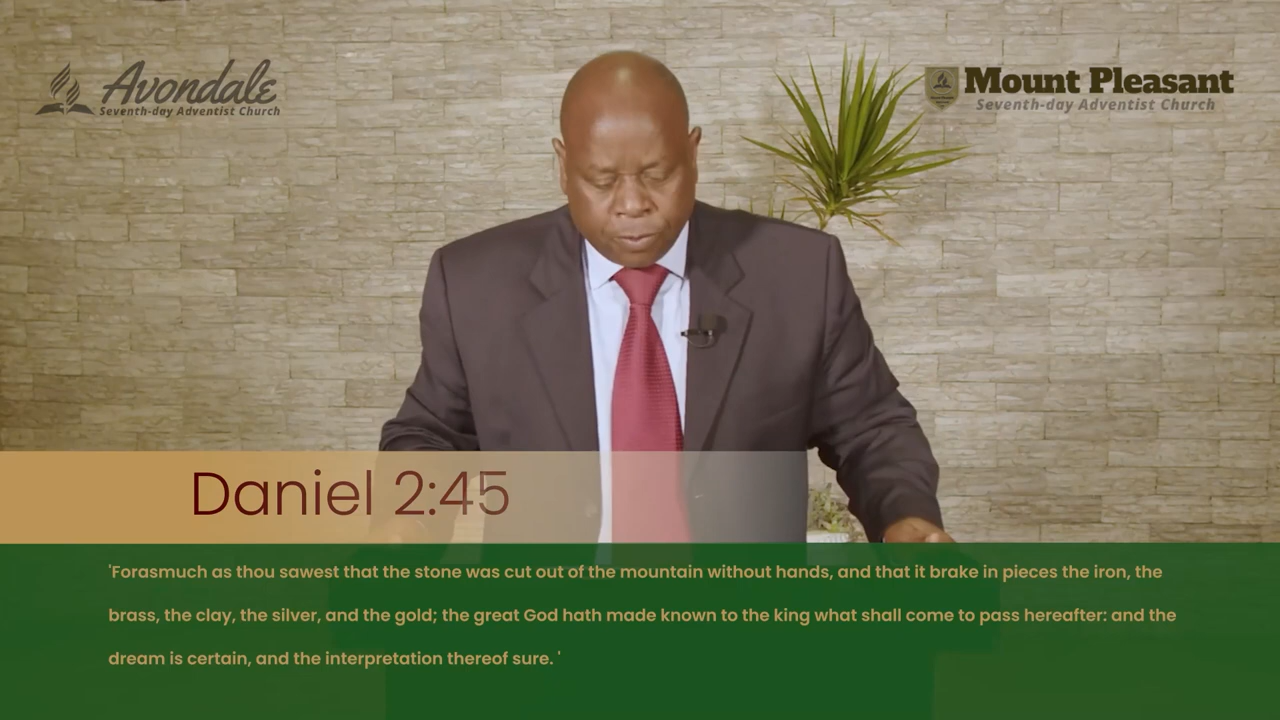 Avondale
Seventh-day Adventist Church
Mount Pleasant
Seventh-day Adventist Church
Daniel 2:45
'Forasmuch as thou sawest that the stone was cut out of the mountain without hands, and that it brake in pieces the iron, the
brass, the clay, the silver, and the gold; the great God hath made known to the king what shall come to pass hereafter: and the
dream is certain, and the interpretation thereof sure. '